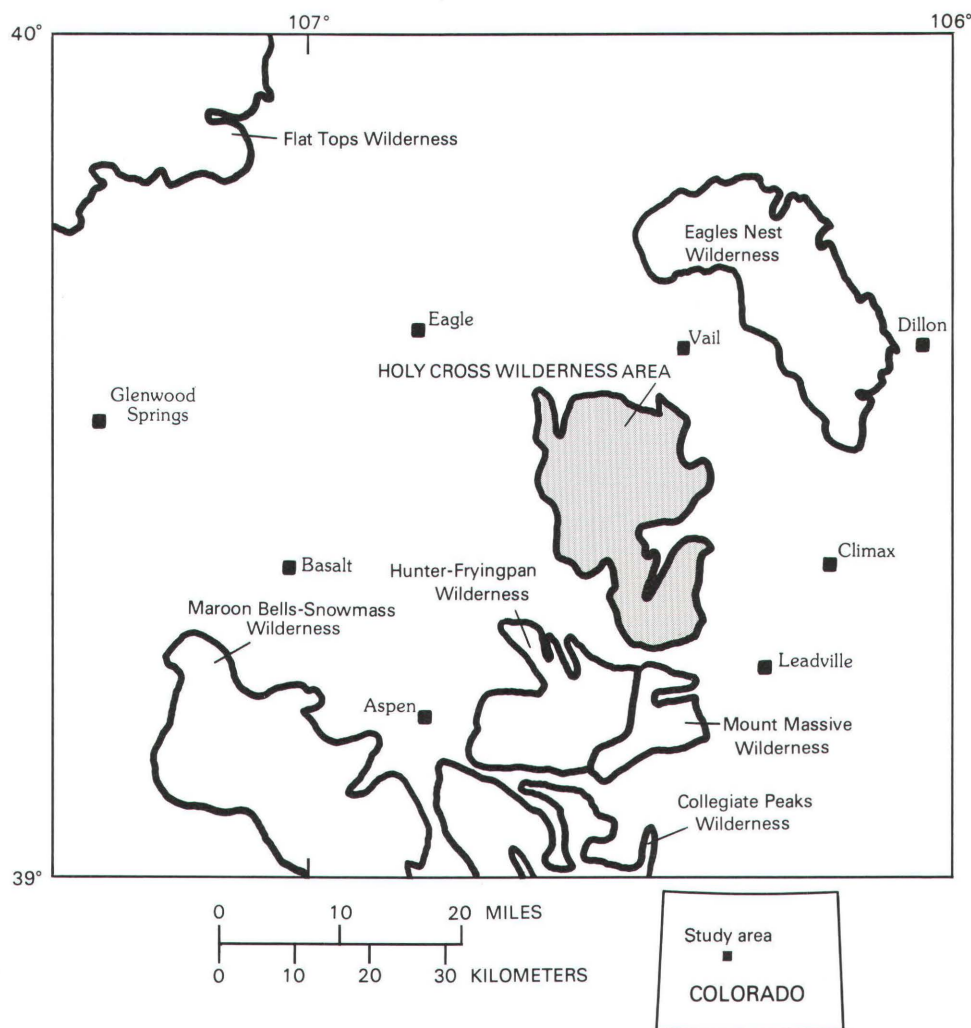 107°
106°
40°
Flat Tops Wilderness
Eagles Nest
Wilderness
Eagle
Vail
Dillon
HOLY CROSS WILDERNESS AREA
Glenwood
Springs
Basalt
Hunter-Fryingpan
Wilderness
Climax
Maroon Bells-Snowmass
Wilderness
Leadville
Aspen
Mount Massive
Wilderness
Collegiate Peaks
Wilderness
39°
0 10 20 MILES
0 10 20 30 KILOMETERS
Study area
COLORADO